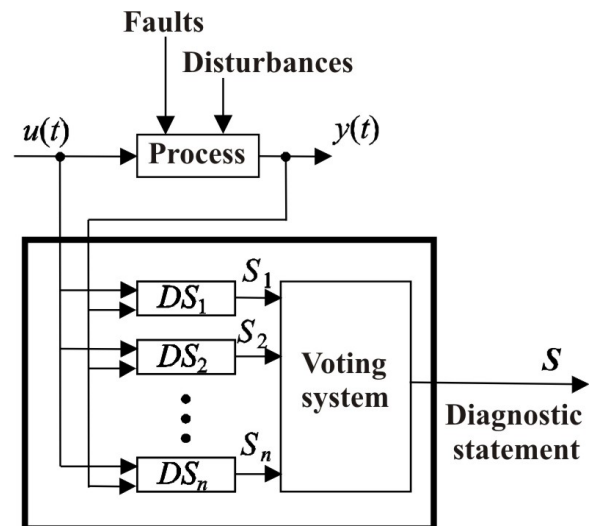 Faults
Disturbances
u(t)
Process
y(t)
DS₁
S₁
DS₂
S₂
DSₙ
Sₙ
Voting
system
S
Diagnostic
statement